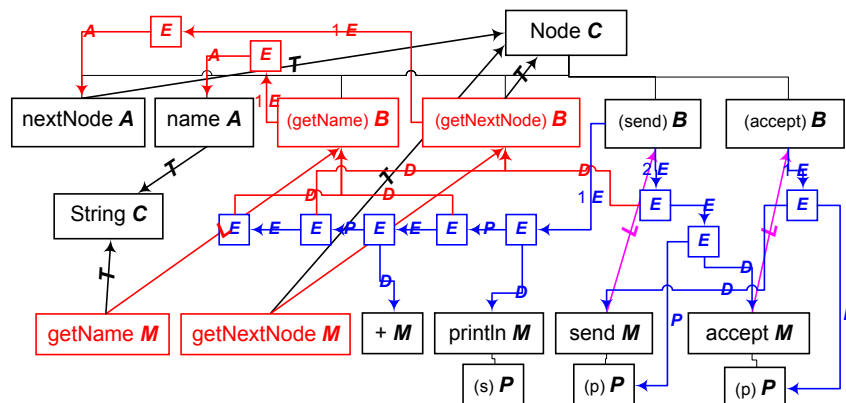 Node C
A
E
1 E
A
E
T
T
1 E
nextNode A
name A
(getName) B
(getNextNode) B
(send) B
(accept) B
T
T
D
D
D
2 E
1 E
String C
D
D
E
E
E
E
P
E
E
P
E
1 E
E
E
E
E
L
L
L
T
D
D
D
D
P
getName M
getNextNode M
+ M
println M
send M
accept M
(s) P
(p) P
(p) P